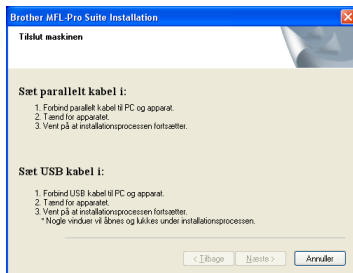 Brother MFL-Pro Suite Installation
Tilslut maskinen
Sæt parallelt kabel i:
1. Forbind parallelt kabel til PC og apparat.
2. Tænd for apparatet.
3. Vent på at installationsprocessen fortsætter.
Sæt USB kabel i:
1. Forbind USB kabel til PC og apparat.
2. Tænd for apparatet.
3. Vent på at installationsprocessen fortsætter.
* Nogle vinduer vil åbnes og lukkes under installationsprocessen.
< Tilbage Næste > Annuller